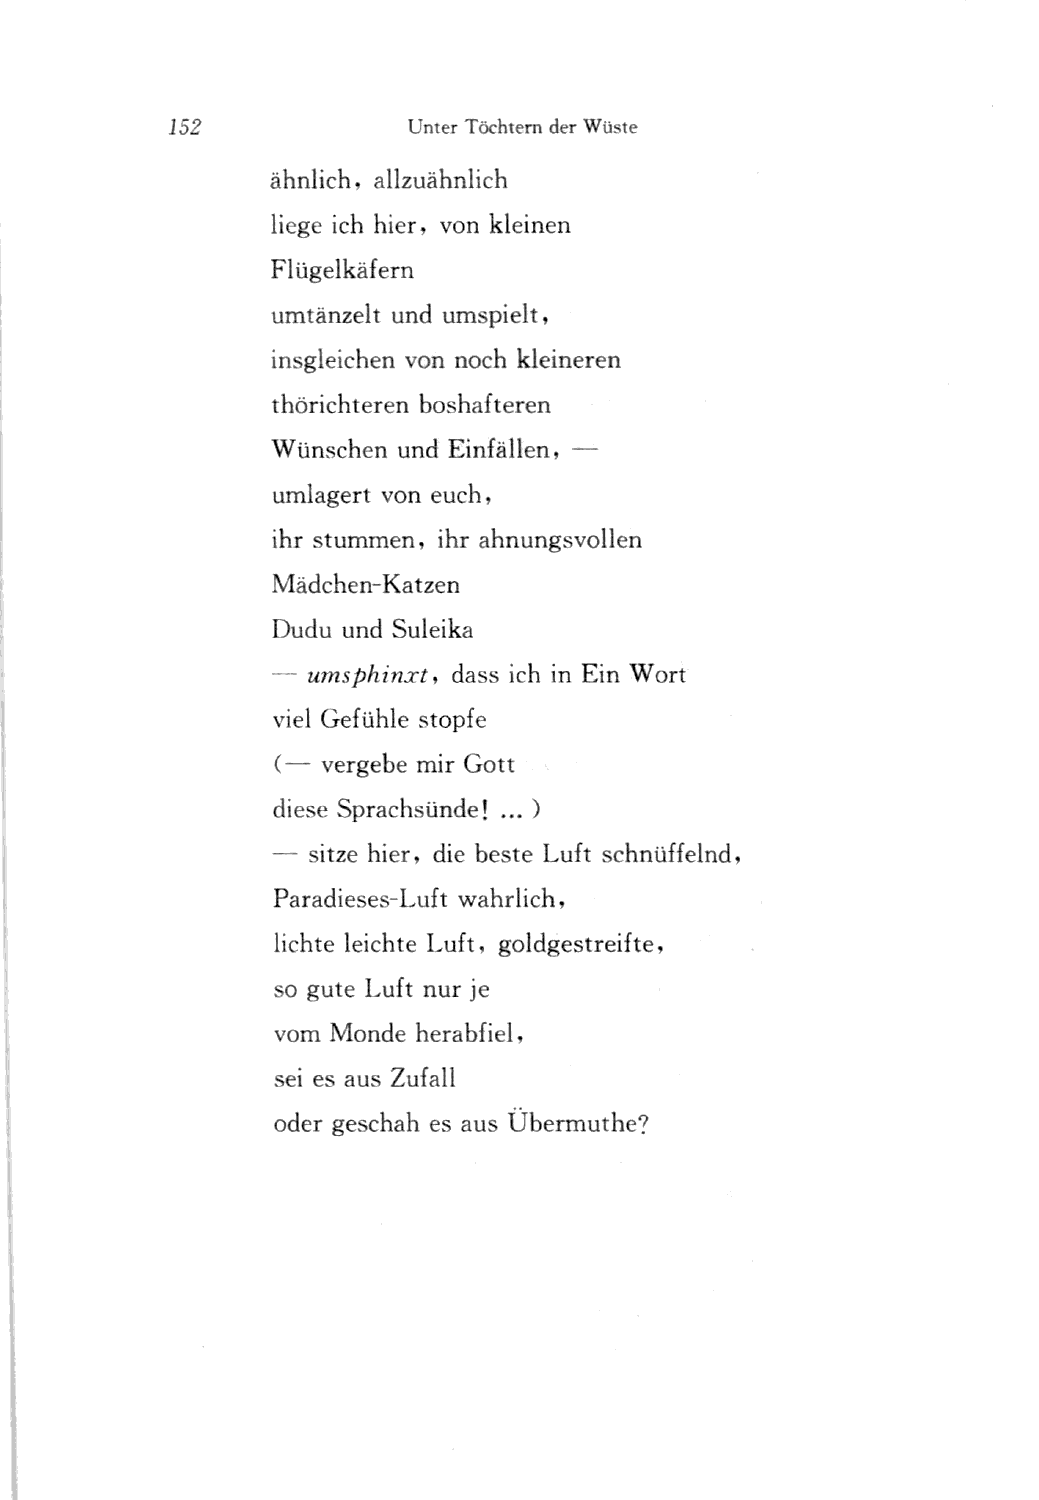 152 Unter Töchtern der Wüste
ähnlich, allzuähnlich
liege ich hier, von kleinen
Flügelkäfern
umtänzelt und umspielt,
insgleichen von noch kleineren
thörichteren boshafteren
Wünschen und Einfällen, —
umlagert von euch,
ihr stummen, ihr ahnungsvollen
Mädchen-Katzen
Dudu und Suleika
— umsphinxt, dass ich in Ein Wort
viel Gefühle stopfe
(— vergebe mir Gott
diese Sprachsünde! ... )
— sitze hier, die beste Luft schnüffelnd,
Paradieses-Luft wahrlich,
lichte leichte Luft, goldgestreifte,
so gute Luft nur je
vom Monde herabfiel,
sei es aus Zufall
oder geschah es aus Übermuthe?